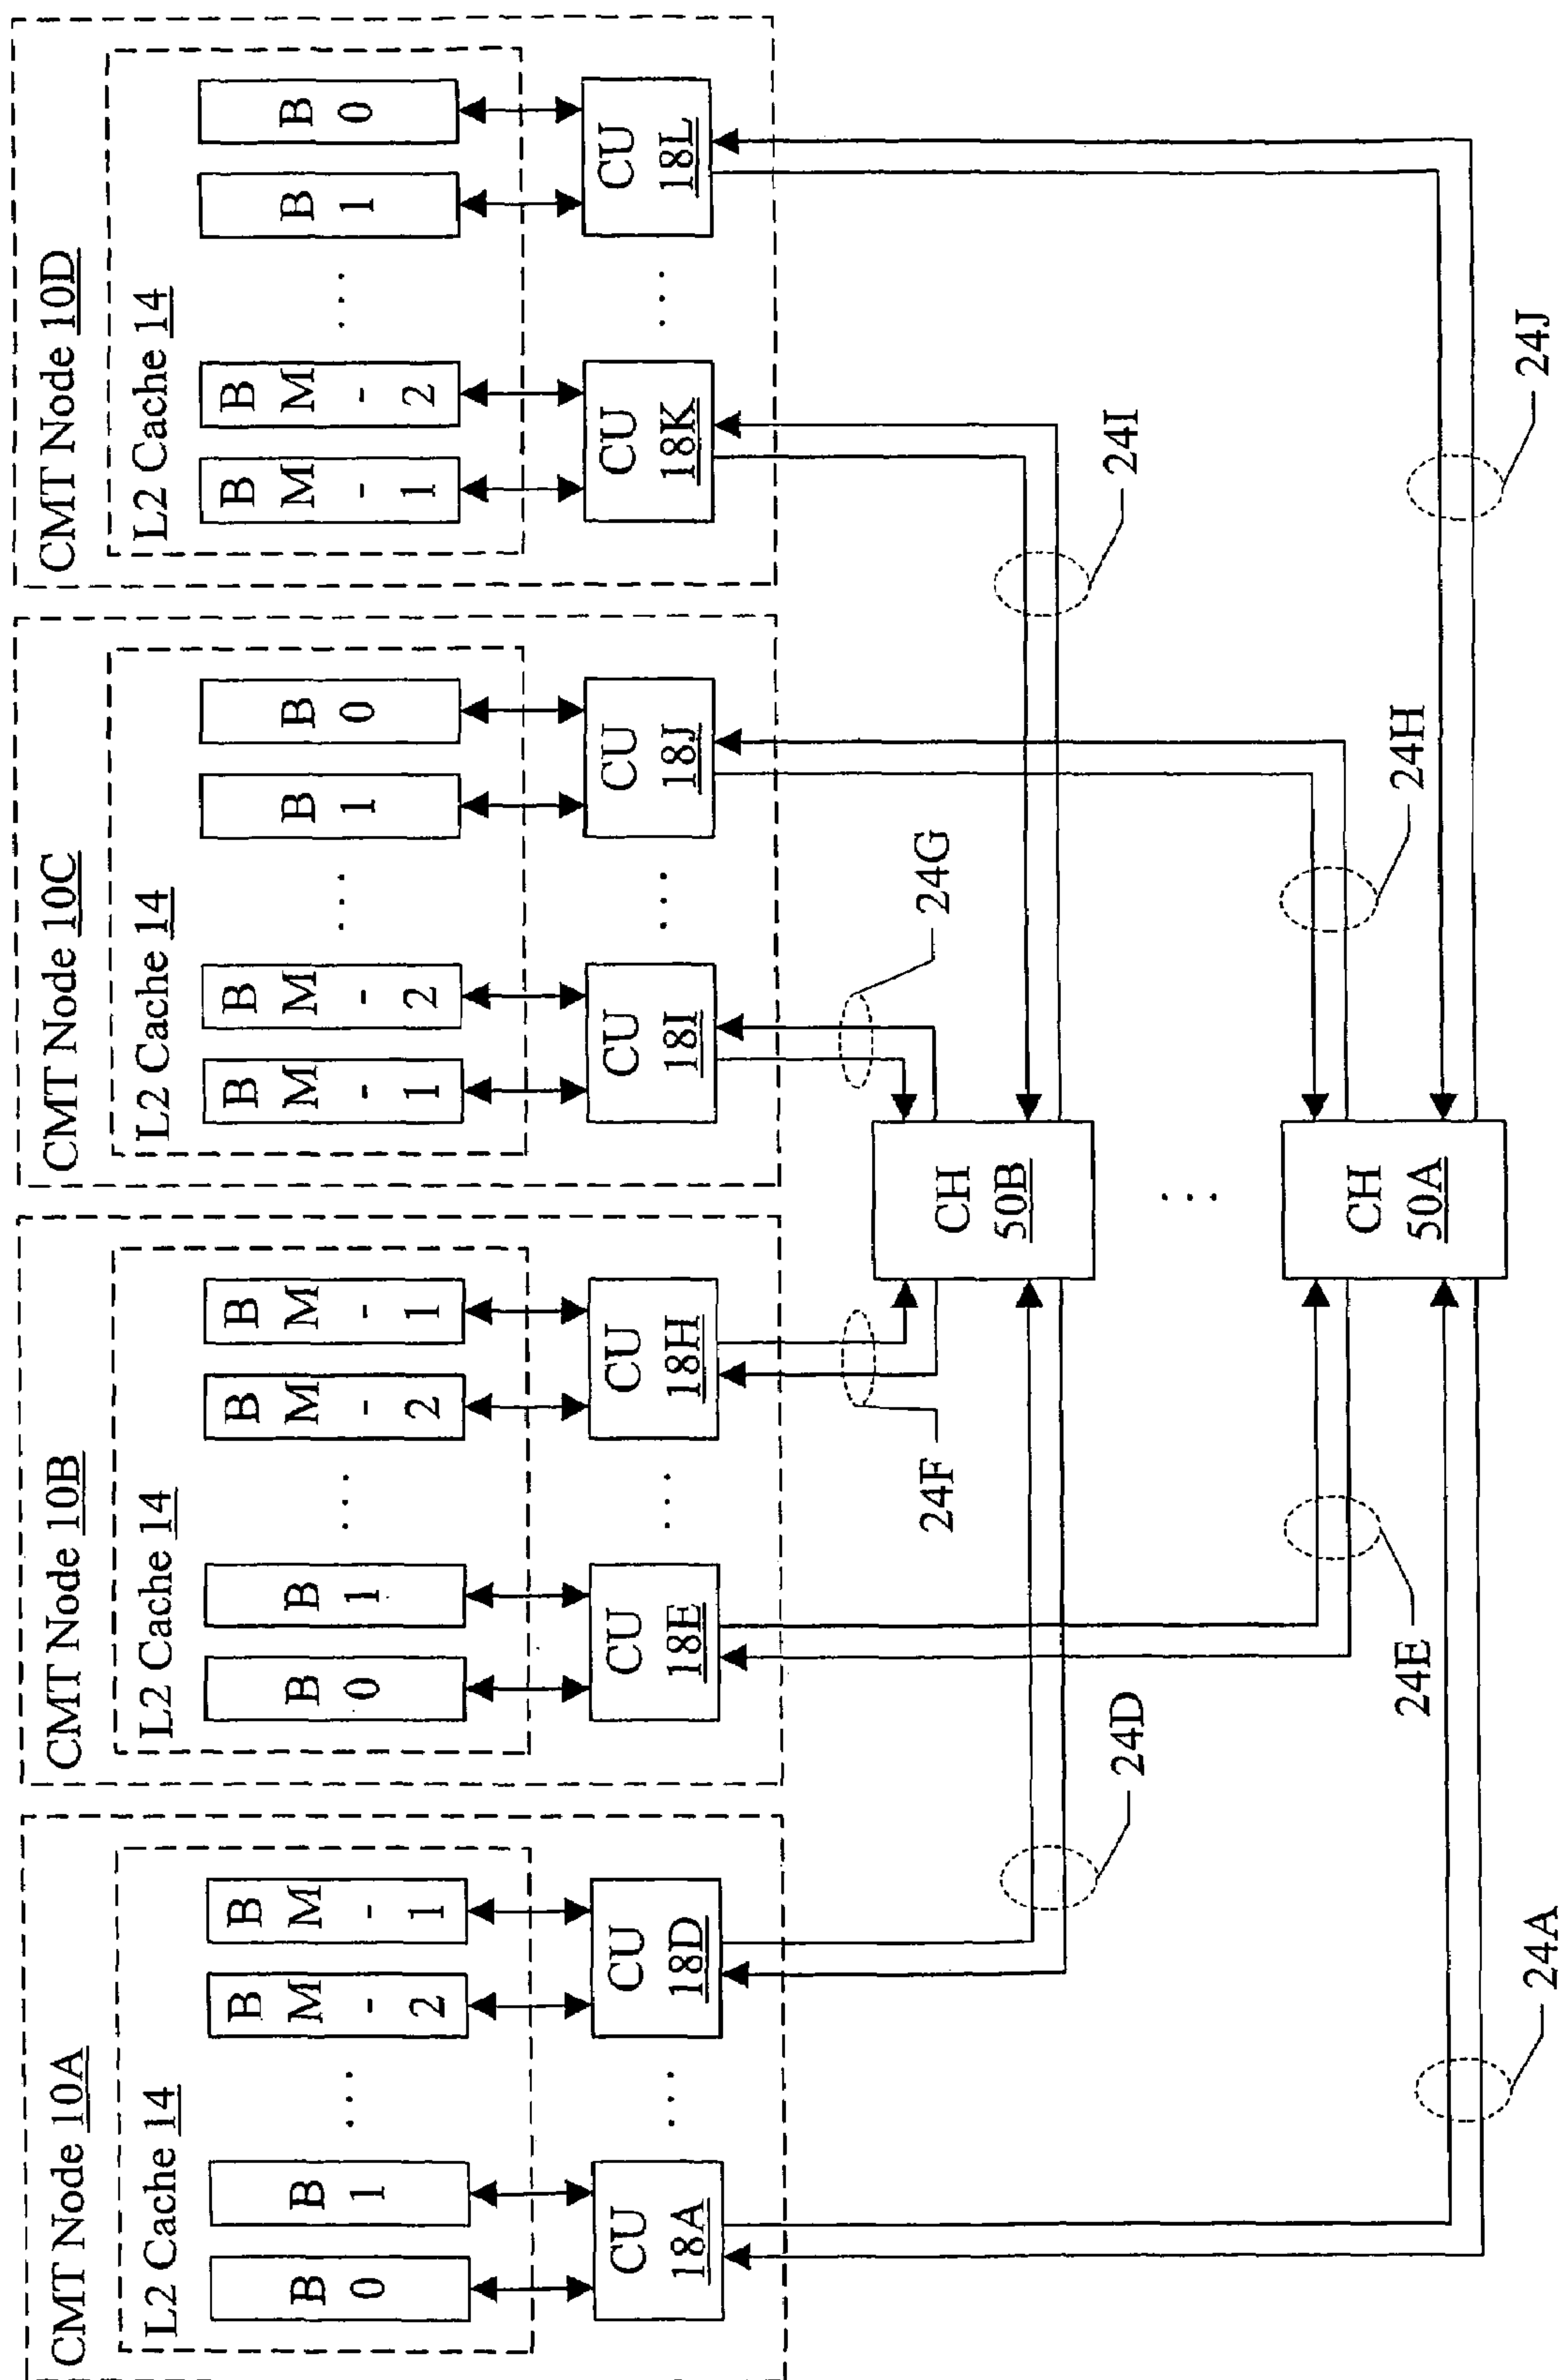 CMT Node 10A
L2 Cache 14
B 0
B 1
...
B M - 2
B M - 1
CU 18A
...
CU 18D
CMT Node 10B
L2 Cache 14
B 0
B 1
...
B M - 2
B M - 1
CU 18E
...
CU 18H
CMT Node 10C
L2 Cache 14
B M - 1
B M - 2
...
B 1
B 0
CU 18I
...
CU 18J
CMT Node 10D
L2 Cache 14
B M - 1
B M - 2
...
B 1
B 0
CU 18K
...
CU 18L
24F
24G
CH 50B
24D
24I
...
CH 50A
24E
24H
24A
24J